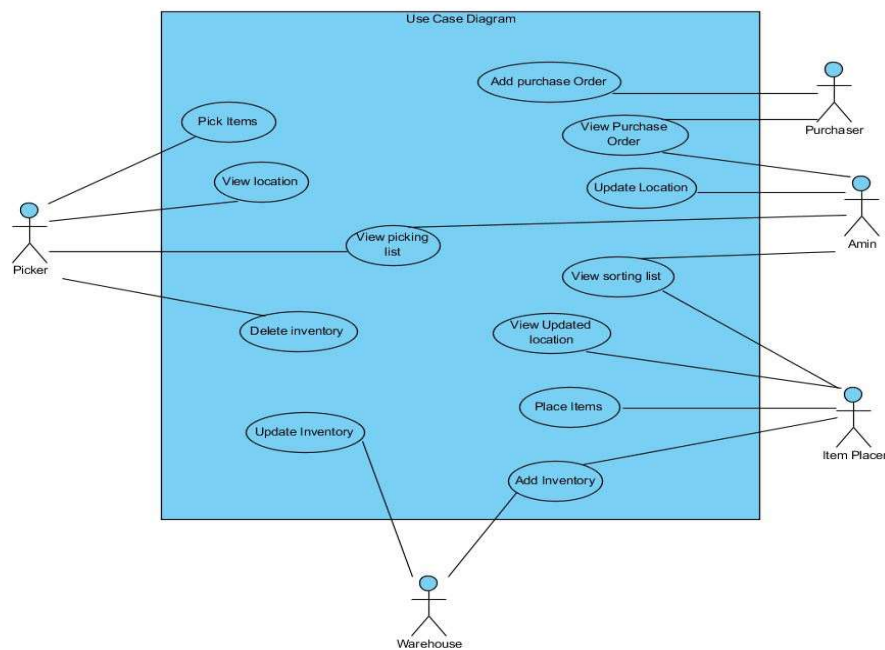 Use Case Diagram
Add purchase Order
Purchaser
Pick Items
View Purchase
Order
View location
Update Location
Amin
Picker
View picking
list
View sorting list
Delete inventory
View Updated
location
Place Items
Item Placer
Update Inventory
Add Inventory
Warehouse